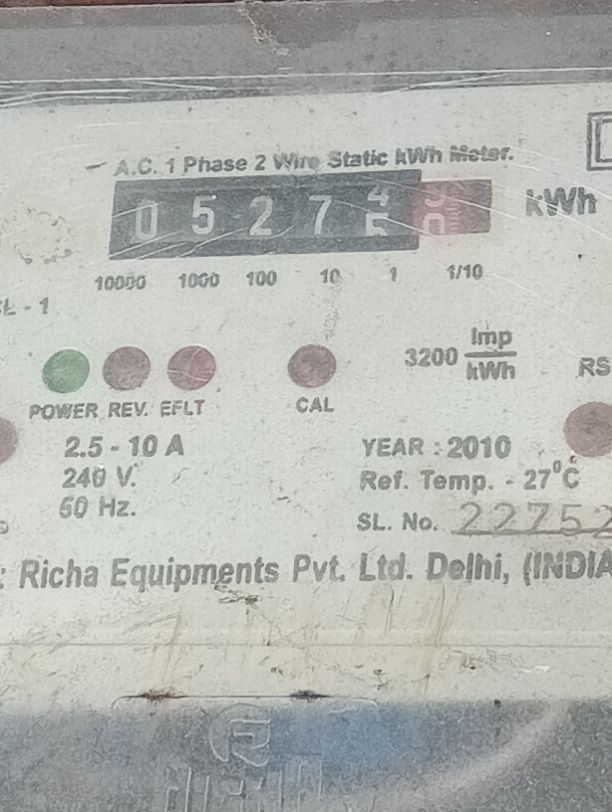 A.C. 1 Phase 2 Wire Static kWh Meter.
0 5 2 7 kWh
10000 1000 100 10 1 1/10
- 1
3200 Imp/kWh
RS
POWER REV. EFLT CAL
2.5 - 10 A
YEAR : 2010
240 V.
Ref. Temp. - 27°C
50 Hz.
SL. No. 22752
: Richa Equipments Pvt. Ltd. Delhi, (INDIA